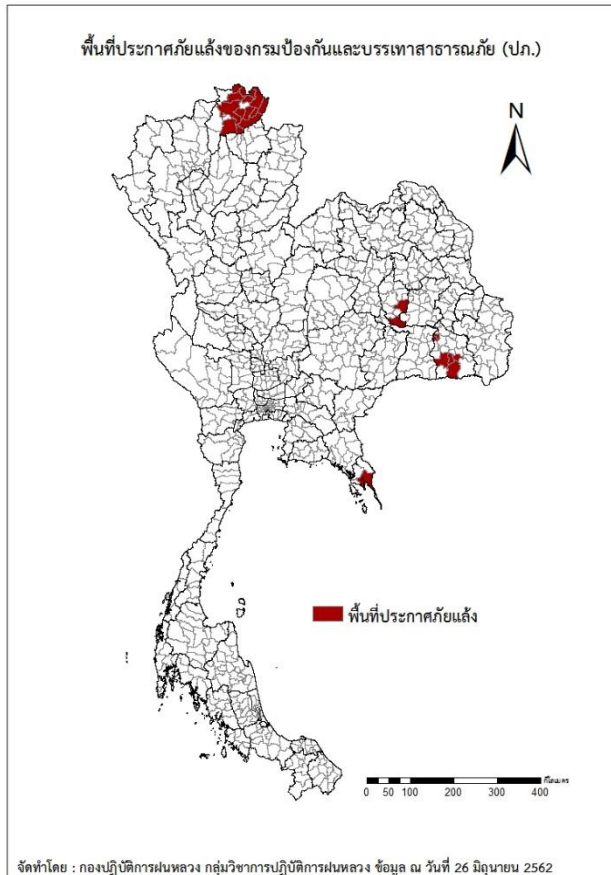 พื้นที่ประกาศภัยแล้งของกรมป้องกันและบรรเทาสาธารณภัย (ปภ.)
N
พื้นที่ประกาศภัยแล้ง
กิโลเมตร
0 25 50 100 200 300 400
จัดทำโดย : กองปฏิบัติการฝนหลวง กลุ่มวิชาการปฏิบัติการฝนหลวง ข้อมูล ณ วันที่ 26 มิถุนายน 2562